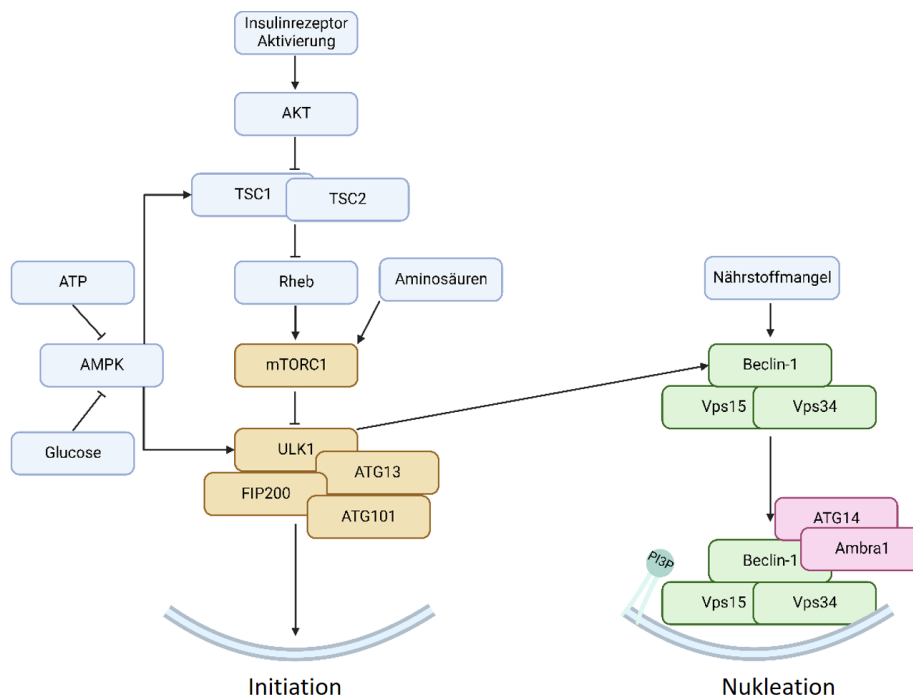 Insulinrezeptor
Aktivierung
AKT
TSC1
TSC2
ATP
Rheb
Aminosäuren
Nährstoffmangel
AMPK
mTORC1
Beclin-1
Vps15
Vps34
Glucose
ULK1
ATG13
FIP200
ATG101
ATG14
Ambra1
PI3P
Beclin-1
Vps15
Vps34
Initiation
Nukleation